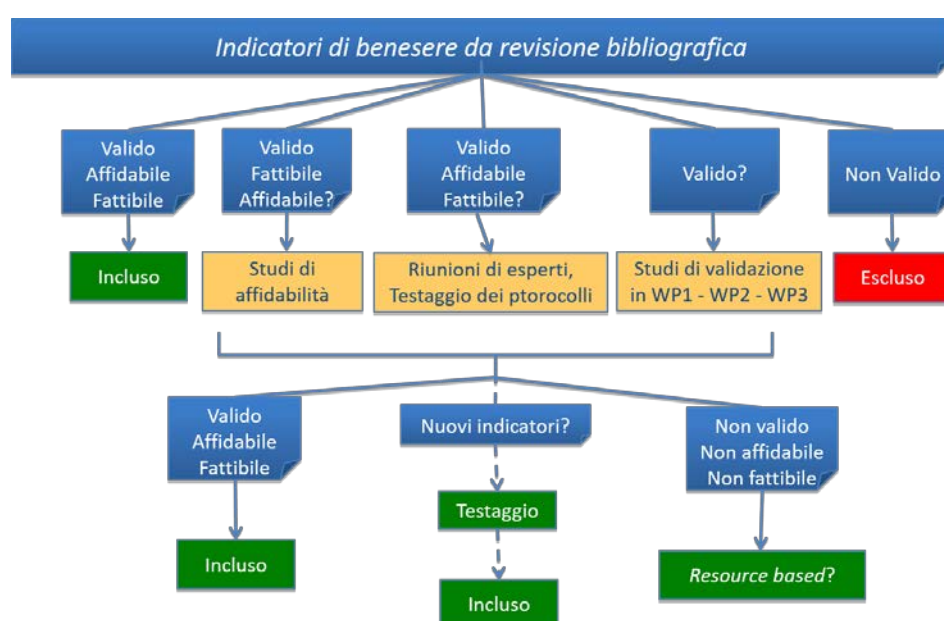 Indicatori di benesere da revisione bibliografica
Valido
Affidabile
Fattibile
Valido
Fattibile
Affidabile?
Valido
Affidabile
Fattibile?
Valido?
Non Valido
Incluso
Studi di
affidabilità
Riunioni di esperti,
Testaggio dei ptorocolli
Studi di validazione
in WP1 - WP2 - WP3
Escluso
Valido
Affidabile
Fattibile
Nuovi indicatori?
Non valido
Non affidabile
Non fattibile
Testaggio
Incluso
Incluso
Resource based?